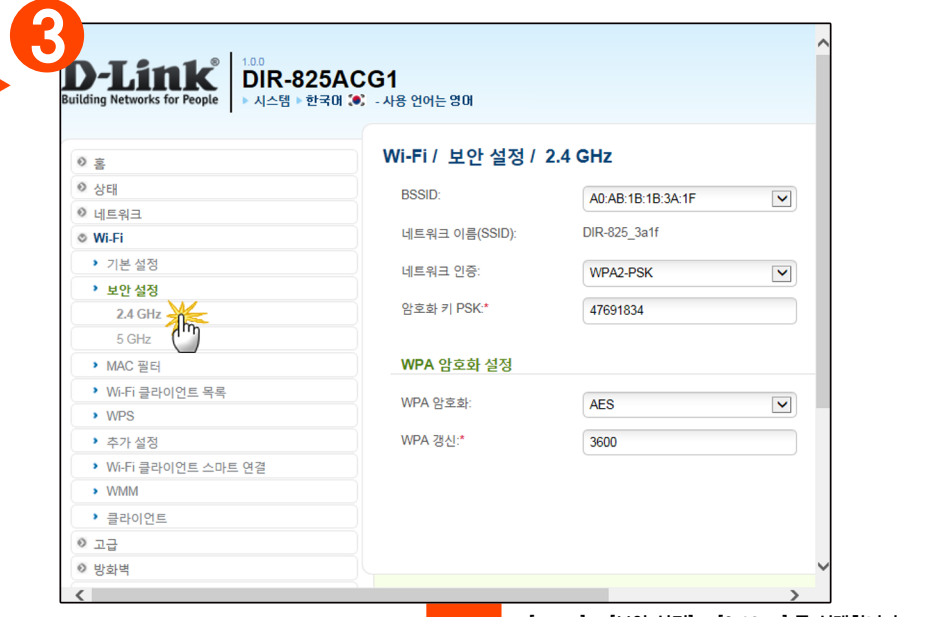 3
D-Link®
Building Networks for People
1.0.0
DIR-825ACG1
시스템 한국어 - 사용 언어는 영어
홈
상태
네트워크
Wi-Fi
기본 설정
보안 설정
2.4 GHz
5 GHz
MAC 필터
Wi-Fi 클라이언트 목록
WPS
추가 설정
Wi-Fi 클라이언트 스마트 연결
WMM
클라이언트
고급
방화벽
Wi-Fi / 보안 설정 / 2.4 GHz
BSSID: A0:AB:1B:1B:3A:1F
네트워크 이름(SSID): DIR-825_3a1f
네트워크 인증: WPA2-PSK
암호화 키 PSK:* 47691834
WPA 암호화 설정
WPA 암호화: AES
WPA 갱신:* 3600